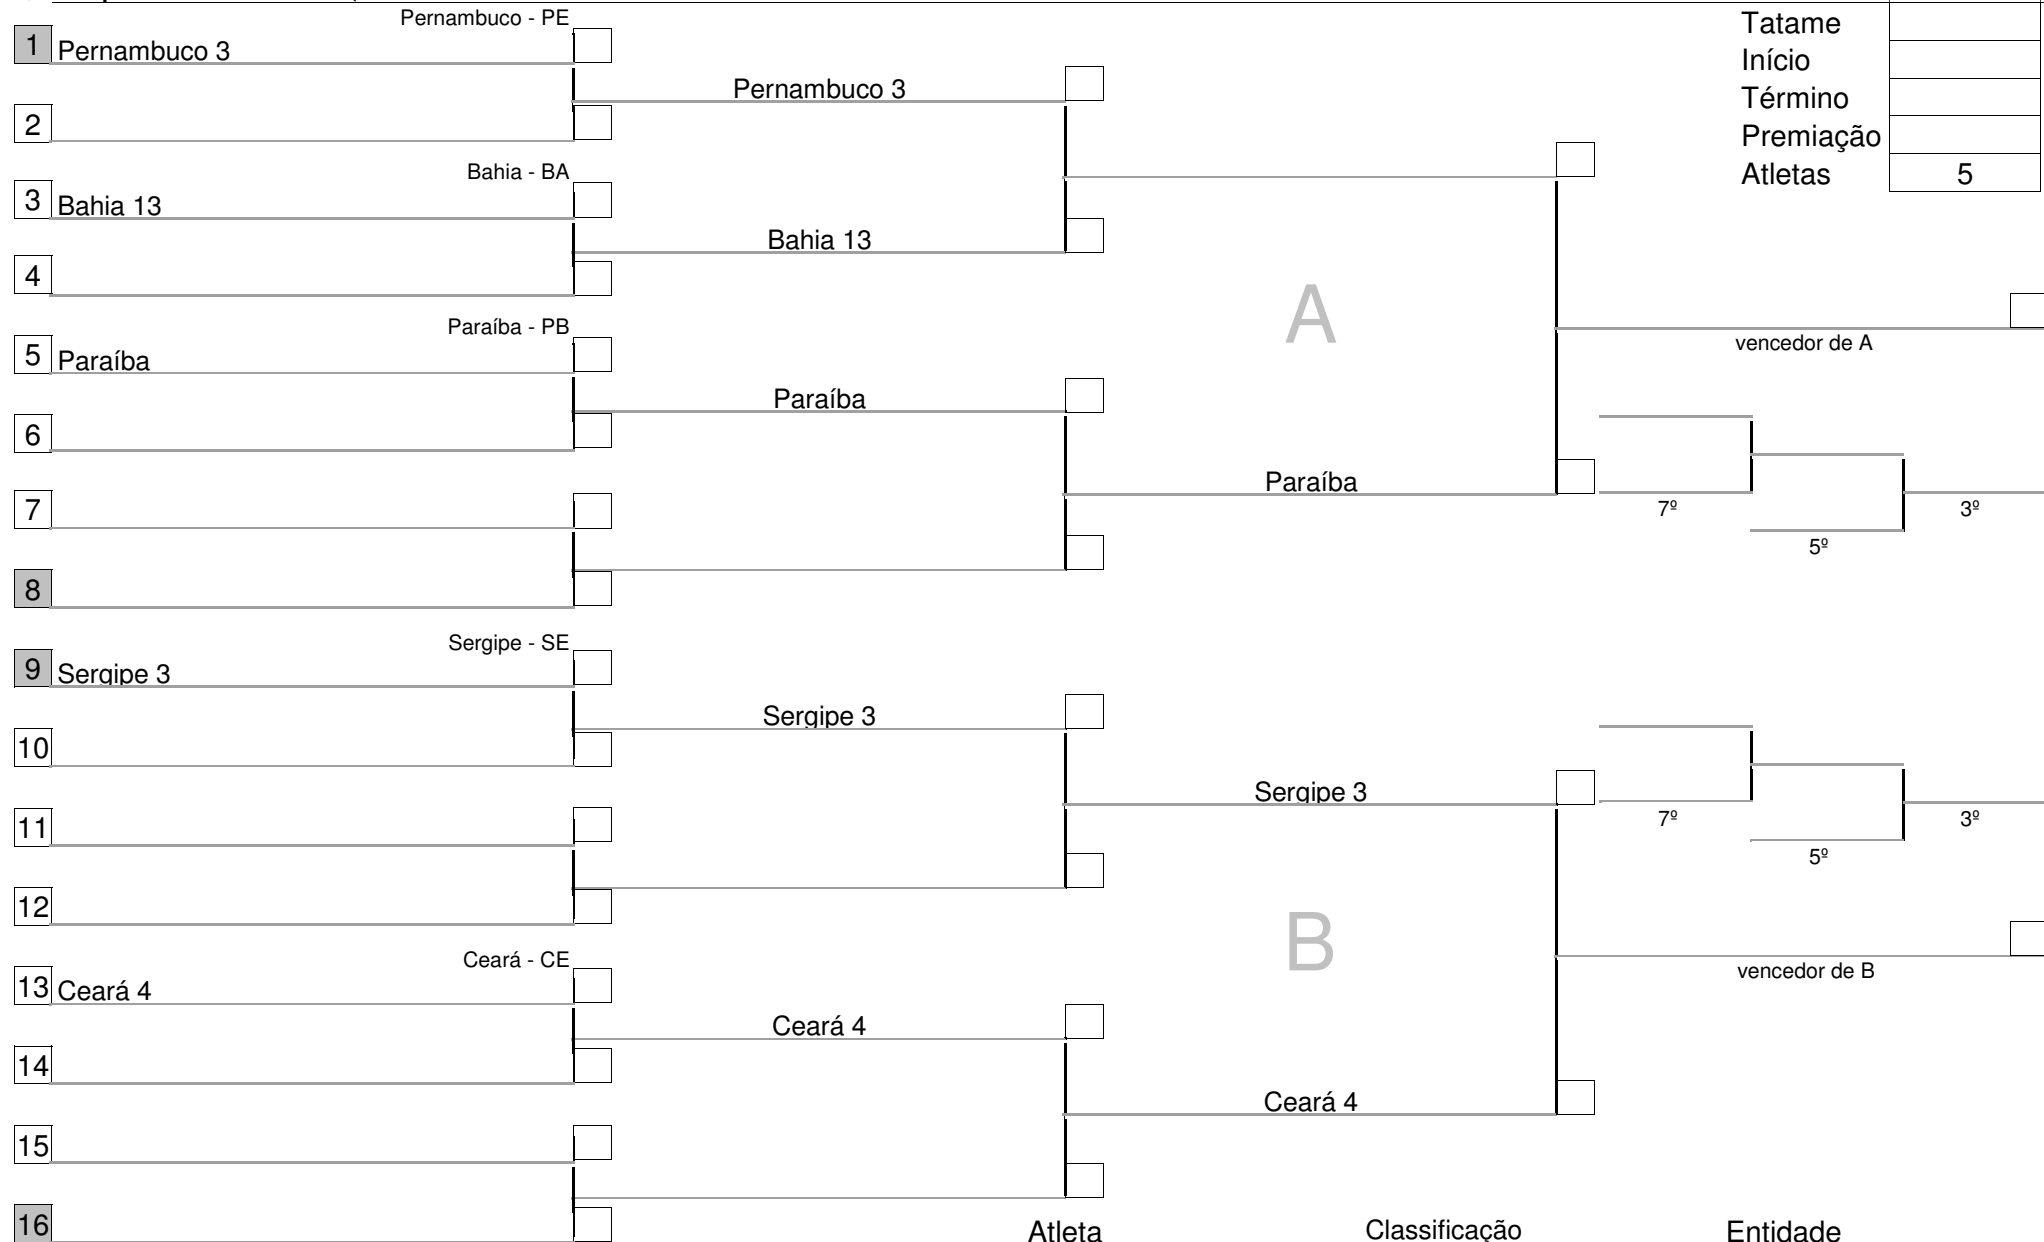 Pernambuco - PE
1 Pernambuco 3
Pernambuco 3
2
Bahia - BA
3 Bahia 13
Bahia 13
4
Paraíba - PB
5 Paraíba
Paraíba
6
Paraíba
7
8
Sergipe - SE
9 Sergipe 3
Sergipe 3
10
Sergipe 3
11
12
Ceará - CE
13 Ceará 4
Ceará 4
14
Ceará 4
15
16
A
B
Tatame
Início
Término
Premiação
Atletas 5
vencedor de A
7º
3º
5º
7º
3º
5º
vencedor de B
Atleta Classificação Entidade